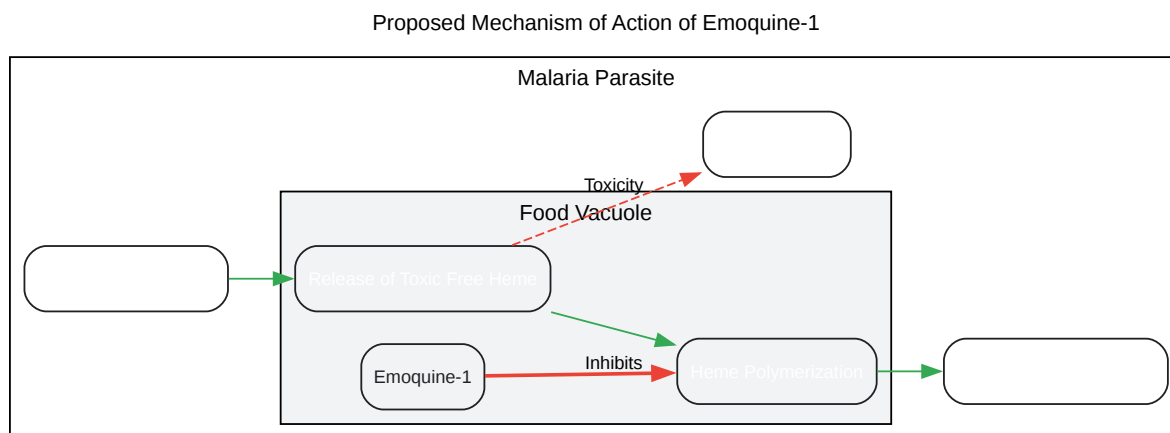 Proposed Mechanism of Action of Emoquine-1
Malaria Parasite
Toxicity
Food Vacuole
Release of Toxic Free Heme
Inhibits
Emoquine-1
Heme Polymerization